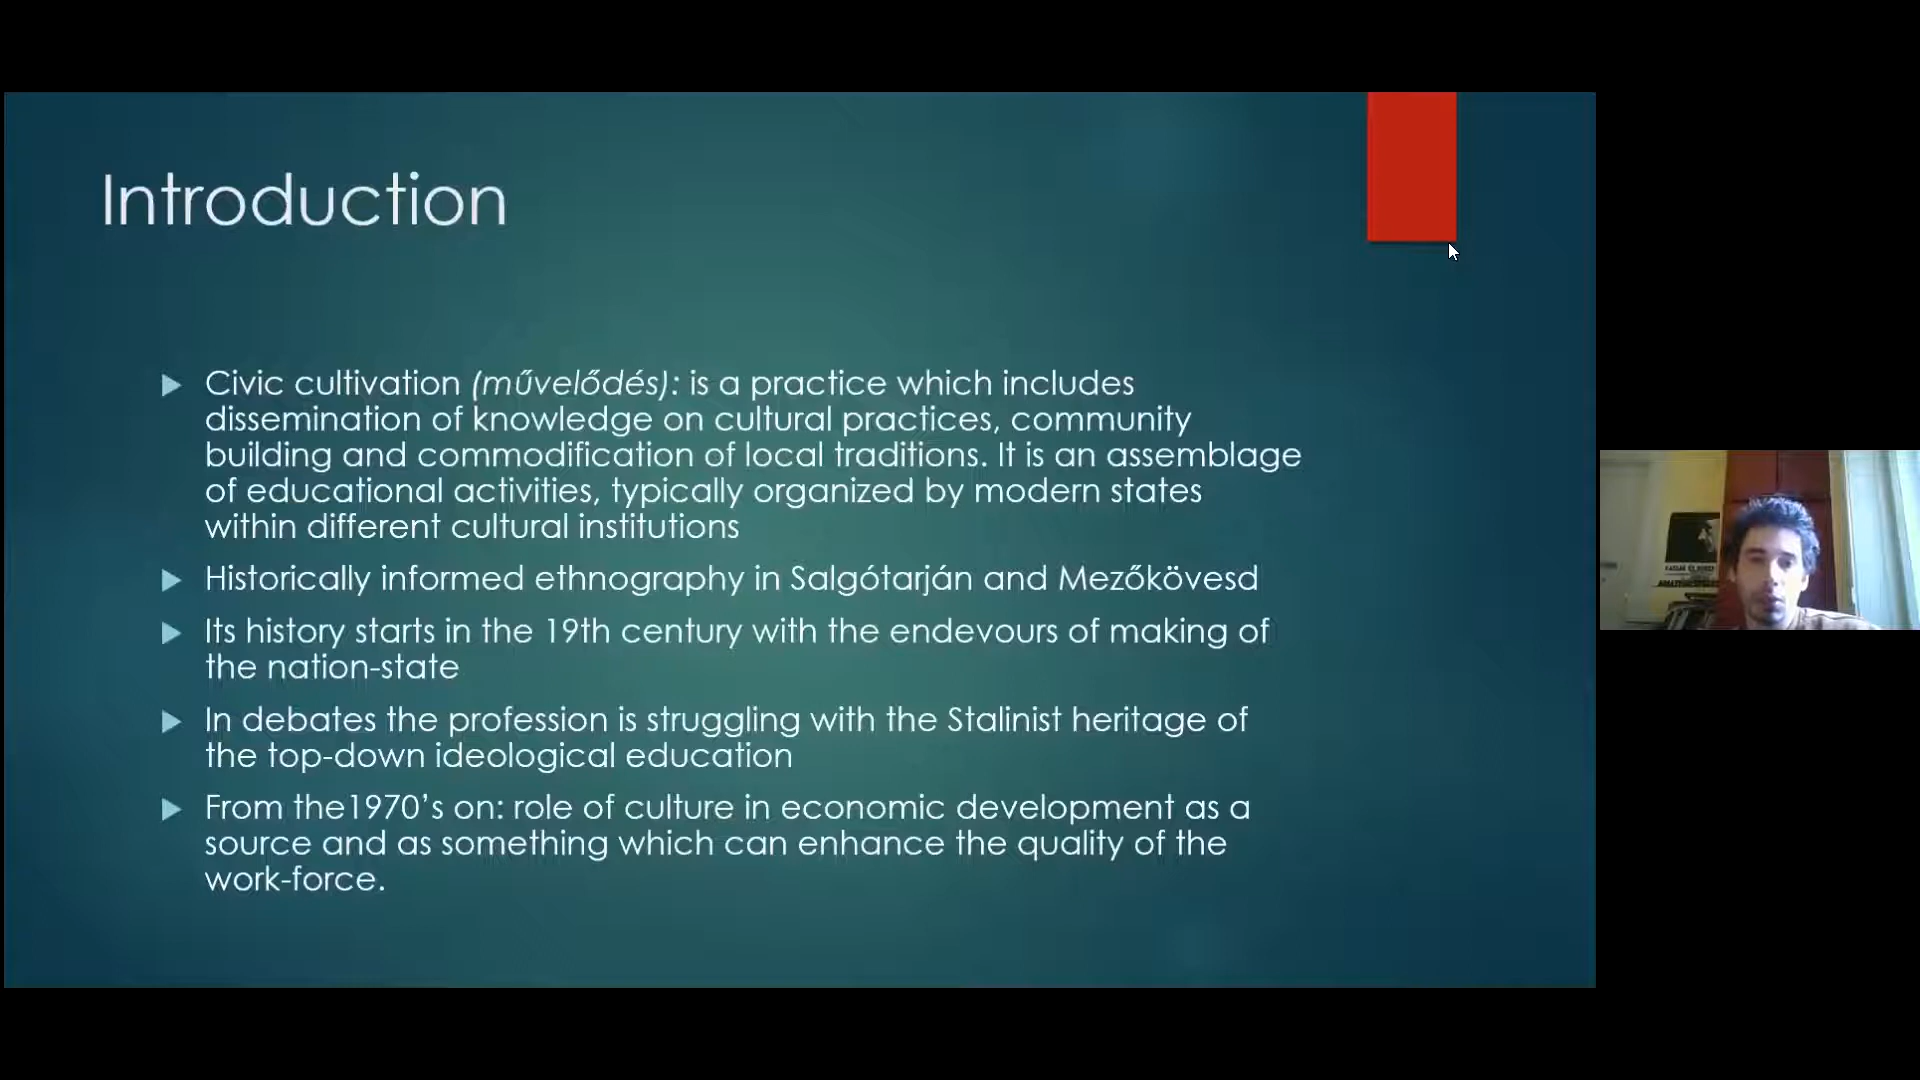 Introduction
Civic cultivation (művelődés): is a practice which includes
dissemination of knowledge on cultural practices, community
building and commodification of local traditions. It is an assemblage
of educational activities, typically organized by modern states
within different cultural institutions
Historically informed ethnography in Salgótarján and Mezőkövesd
Its history starts in the 19th century with the endevours of making of
the nation-state
In debates the profession is struggling with the Stalinist heritage of
the top-down ideological education
From the1970’s on: role of culture in economic development as a
source and as something which can enhance the quality of the
work-force.